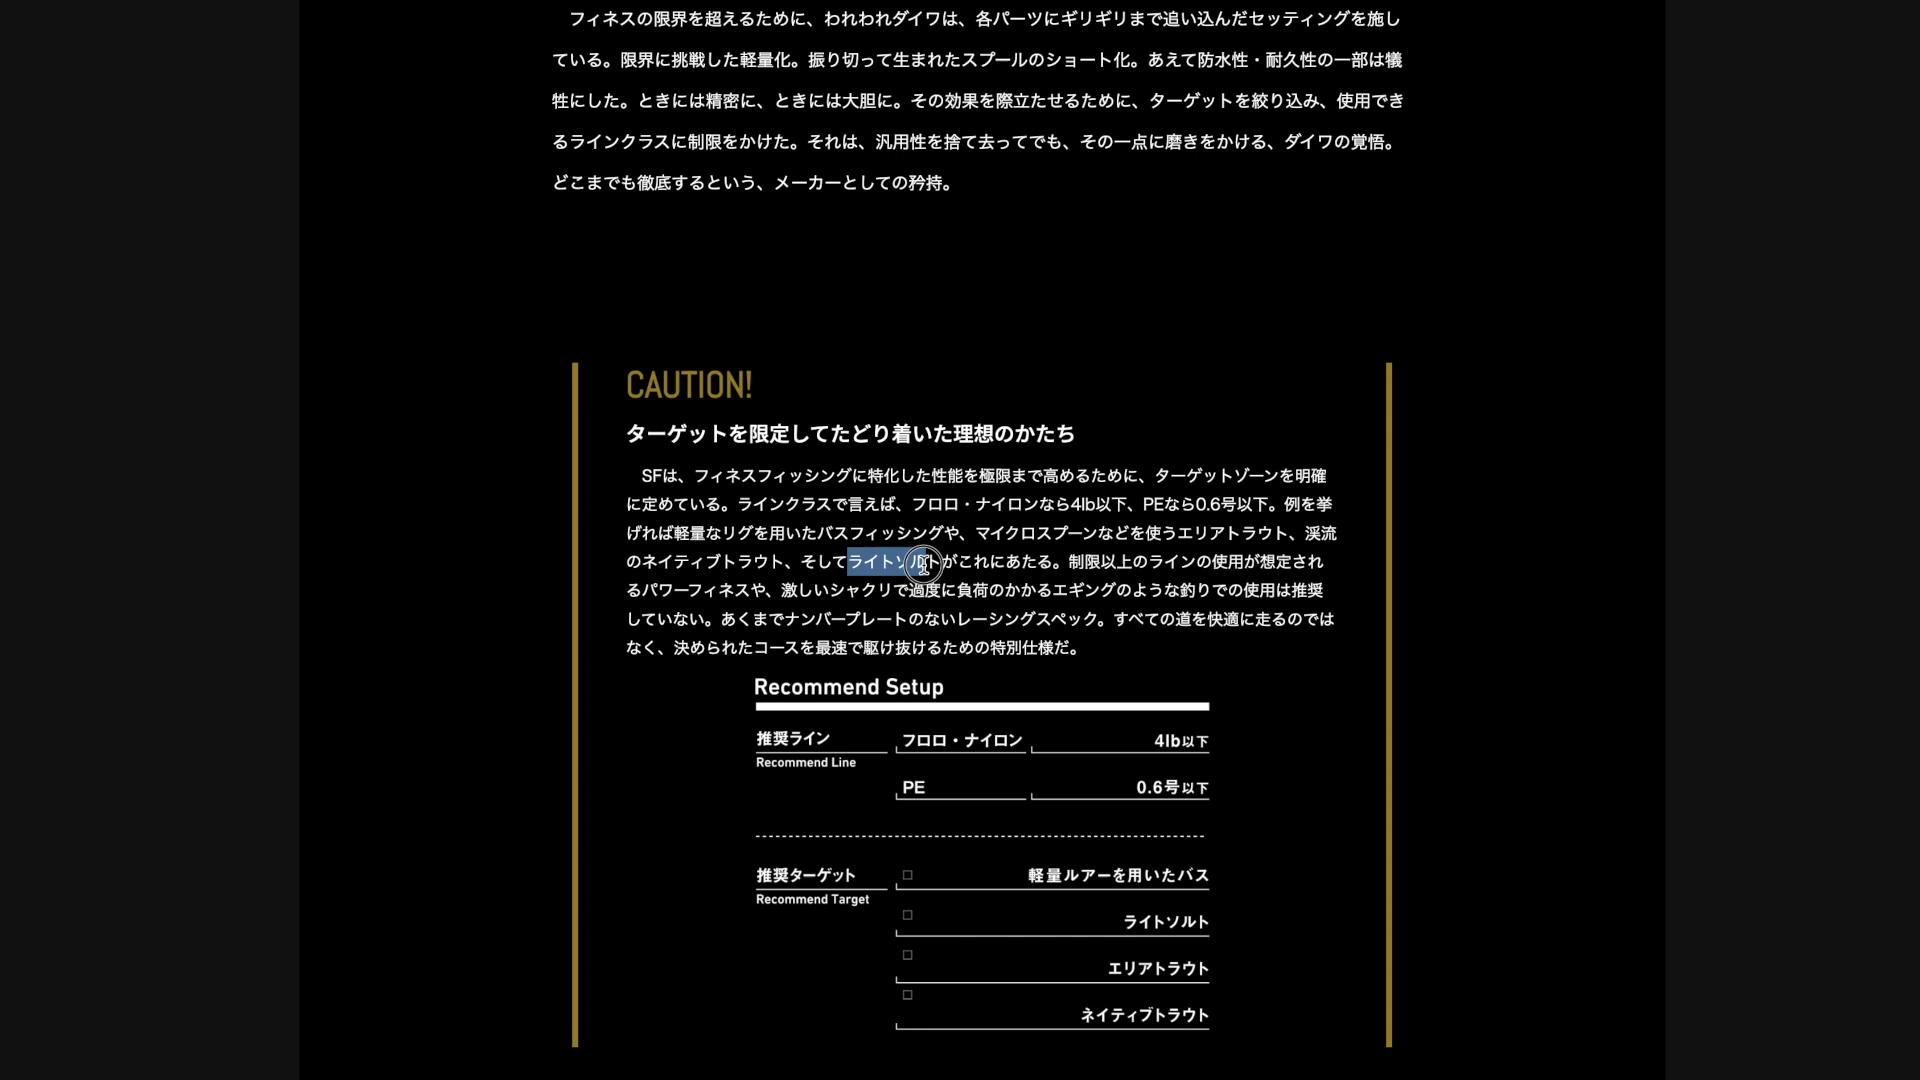 フィネスの限界を超えるために、われわれダイワは、各パーツにギリギリまで追い込んだセッティングを施し
ている。限界に挑戦した軽量化。振り切って生まれたスプールのショート化。あえて防水性・耐久性の一部は犠
牲にした。ときには精密に、ときには大胆に。その効果を際立たせるために、ターゲットを絞り込み、使用でき
るラインクラスに制限をかけた。それは、汎用性を捨て去ってでも、その一点に磨きをかける、ダイワの覚悟。
どこまでも徹底するという、メーカーとしての矜持。
CAUTION!
ターゲットを限定してたどり着いた理想のかたち
SFは、フィネスフィッシングに特化した性能を極限まで高めるために、ターゲットゾーンを明確
に定めている。ラインクラスで言えば、フロロ・ナイロンなら4lb以下、PEなら0.6号以下。例を挙
げれば軽量なリグを用いたバスフィッシングや、マイクロスプーンなどを使うエリアトラウト、渓流
のネイティブトラウト、そしてライトソルトがこれにあたる。制限以上のラインの使用が想定され
るパワーフィネスや、激しいシャクリで過度に負荷のかかるエギングのような釣りでの使用は推奨
していない。あくまでナンバープレートのないレーシングスペック。すべての道を快適に走るのでは
なく、決められたコースを最速で駆け抜けるための特別仕様だ。
Recommend Setup
推奨ライン フロロ・ナイロン 4lb以下
Recommend Line
PE 0.6号以下
推奨ターゲット 軽量ルアーを用いたバス
Recommend Target
ライトソルト
エリアトラウト
ネイティブトラウト